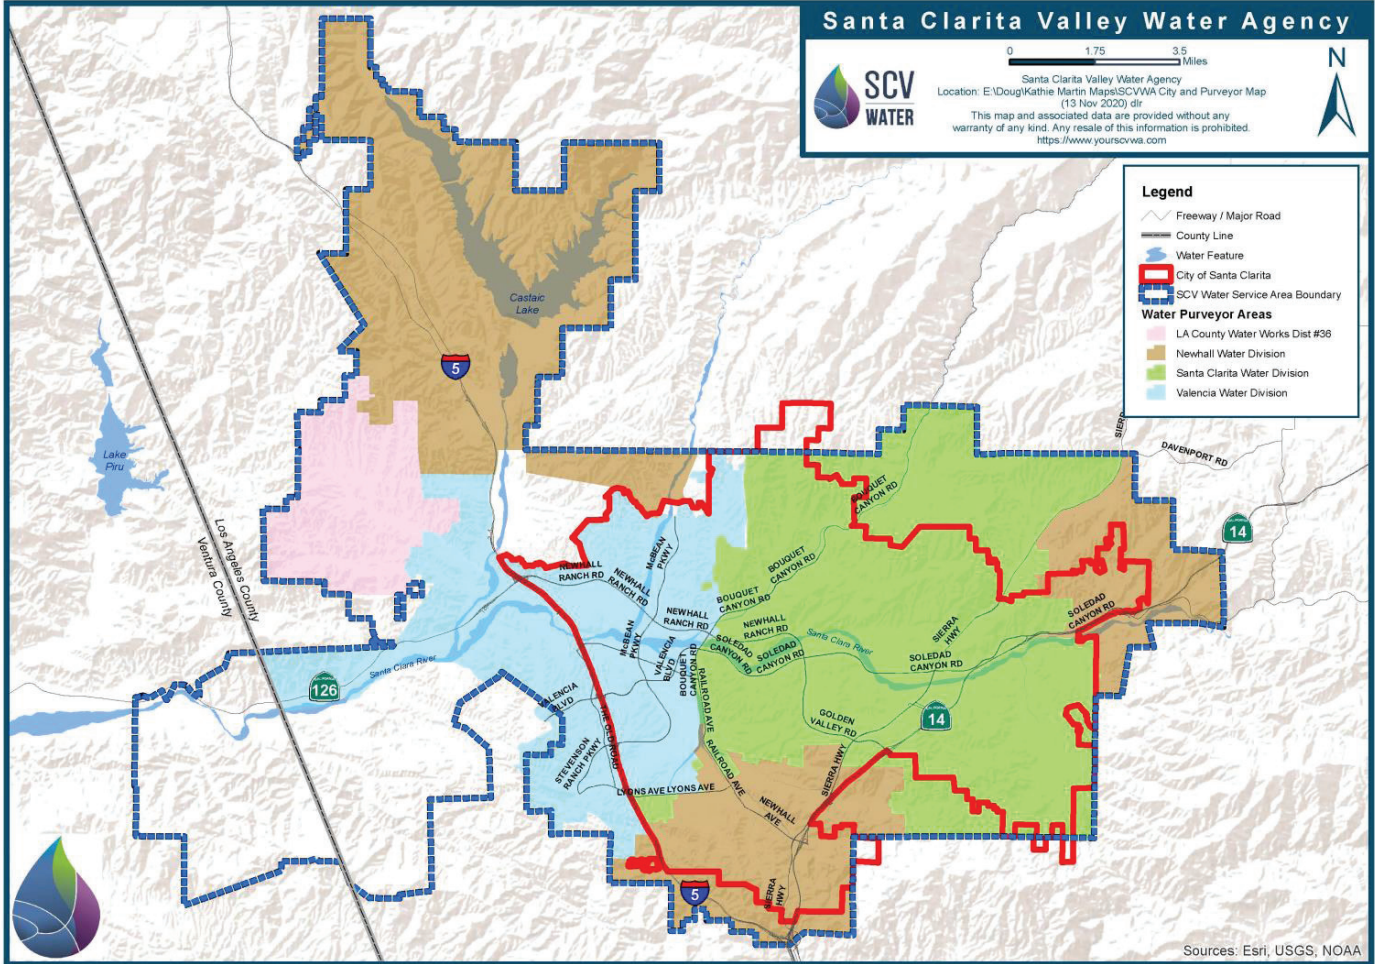 Santa Clarita Valley Water Agency
0 1.75 3.5
Miles
N
SCV
WATER
Santa Clarita Valley Water Agency
Location: E:\Doug\Kathie Martin Maps\SCVWA City and Purveyor Map
(13 Nov 2020) dlr
This map and associated data are provided without any
warranty of any kind. Any resale of this information is prohibited.
https://www.yourscvwa.com
Legend
Freeway / Major Road
County Line
Water Feature
City of Santa Clarita
SCV Water Service Area Boundary
Water Purveyor Areas
LA County Water Works Dist #36
Newhall Water Division
Santa Clarita Water Division
Valencia Water Division
Castaic
Lake
5
Lake
Piru
SIERR
DAVENPORT RD
BOUQUET
CANYON RD
CALIFORNIA
14
Los Angeles County
Ventura County
McBEAN
PKWY
NEWHALL
RANCH RD
NEWHALL
RANCH RD
BOUQUET
CANYON RD
BOUQUET
CANYON RD
NEWHALL
RANCH RD
NEWHALL
RANCH RD
SOLEDAD
CANYON RD
SIERRA
HWY
McBEAN
PKWY
VALENCIA
BLVD
BOUQUET
CANYON RD
SOLEDAD
CANYON RD
SOLEDAD
CANYON RD
Santa Clara River
SOLEDAD
CANYON RD
Santa Clara River
CALIFORNIA
126
VALENCIA
BLVD
RAILROAD AVE
GOLDEN
VALLEY RD
CALIFORNIA
14
THE OLD ROAD
STEVENSON
RANCH PKWY
RAILROAD AVE
SIERRA HWY
LYONS AVE LYONS AVE
NEWHALL
AVE
5
SIERRA
HWY
Sources: Esri, USGS, NOAA